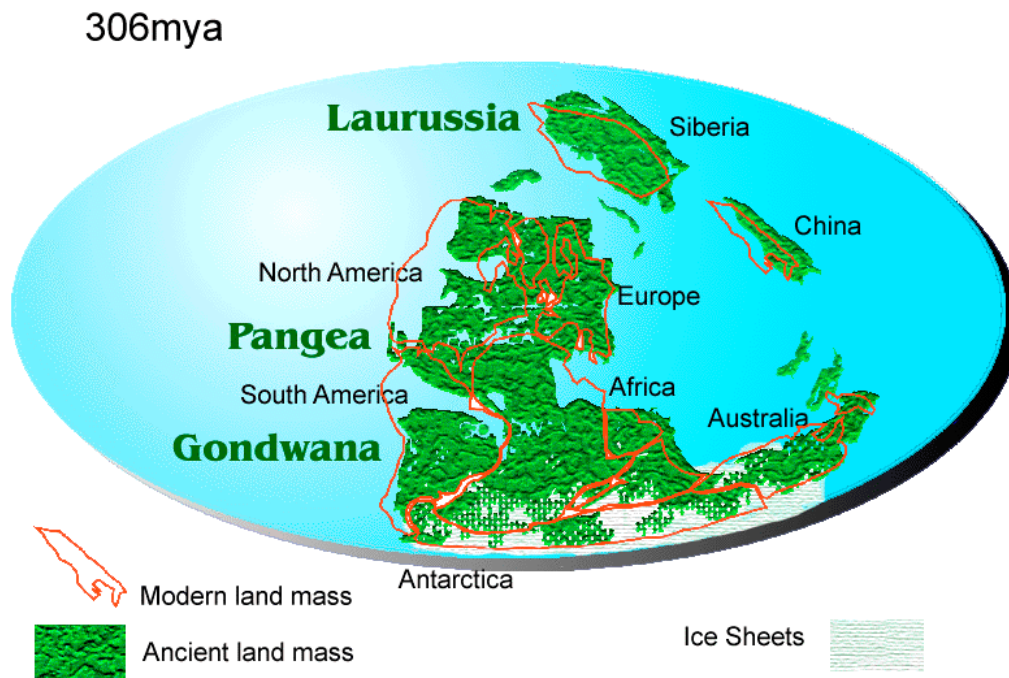 306mya
Laurussia
Siberia
China
North America
Europe
Pangea
South America
Africa
Australia
Gondwana
Antarctica
Modern land mass
Ancient land mass
Ice Sheets